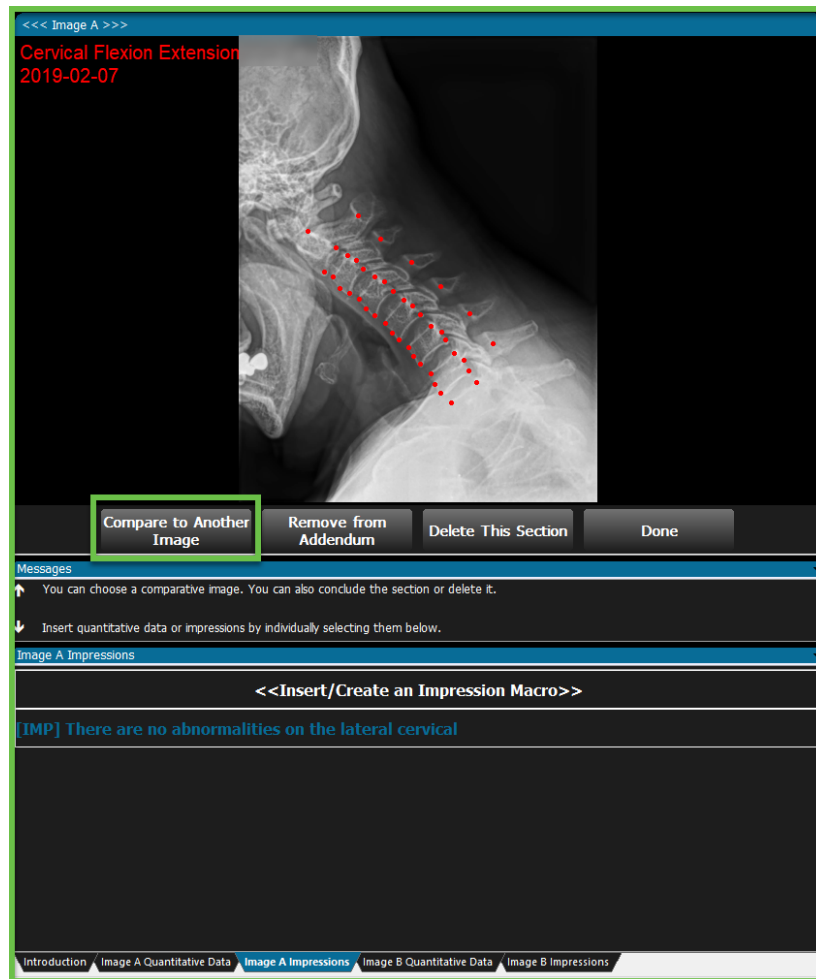 <<< Image A >>>
Cervical Flexion Extension
2019-02-07
Compare to Another
Image
Remove from
Addendum
Delete This Section
Done
Messages
You can choose a comparative image. You can also conclude the section or delete it.
Insert quantitative data or impressions by individually selecting them below.
Image A Impressions
<<Insert/Create an Impression Macro>>
[IMP] There are no abnormalities on the lateral cervical
Introduction
Image A Quantitative Data
Image A Impressions
Image B Quantitative Data
Image B Impressions